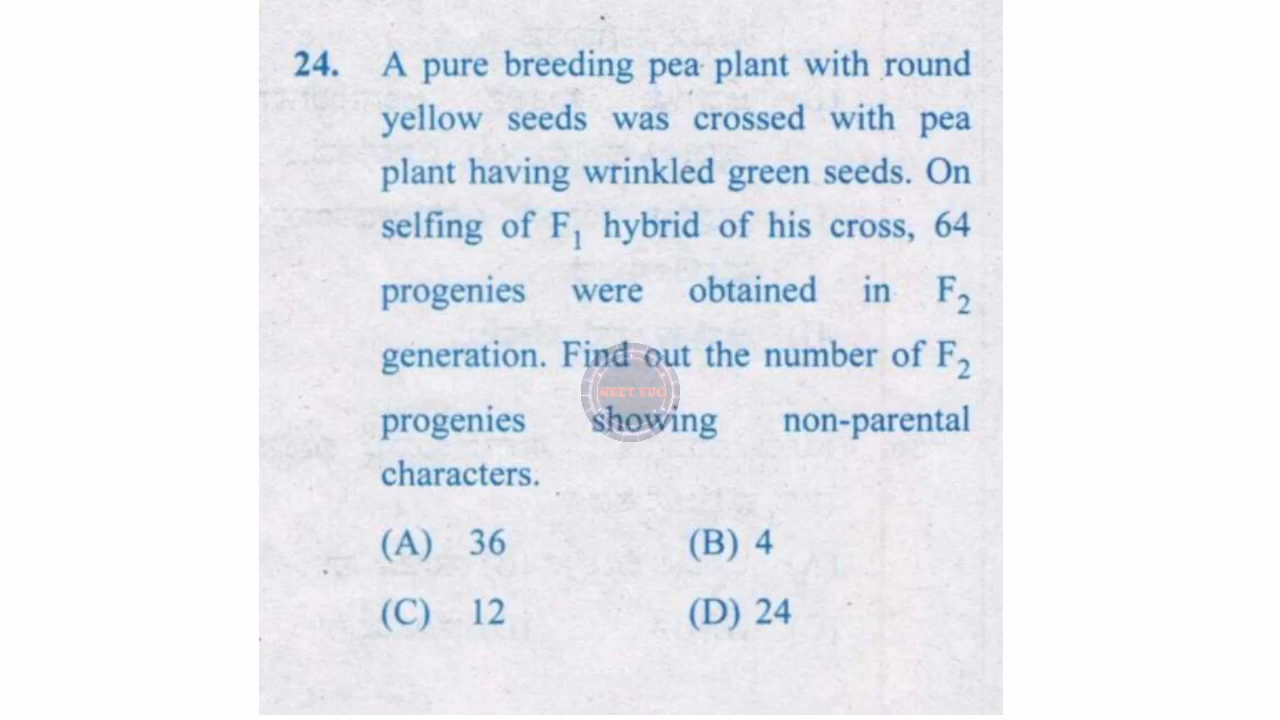 24. A pure breeding pea plant with round
yellow seeds was crossed with pea
plant having wrinkled green seeds. On
selfing of F₁ hybrid of his cross, 64
progenies were obtained in F₂
generation. Find out the number of F₂
progenies showing non-parental
characters.
(A) 36 (B) 4
(C) 12 (D) 24